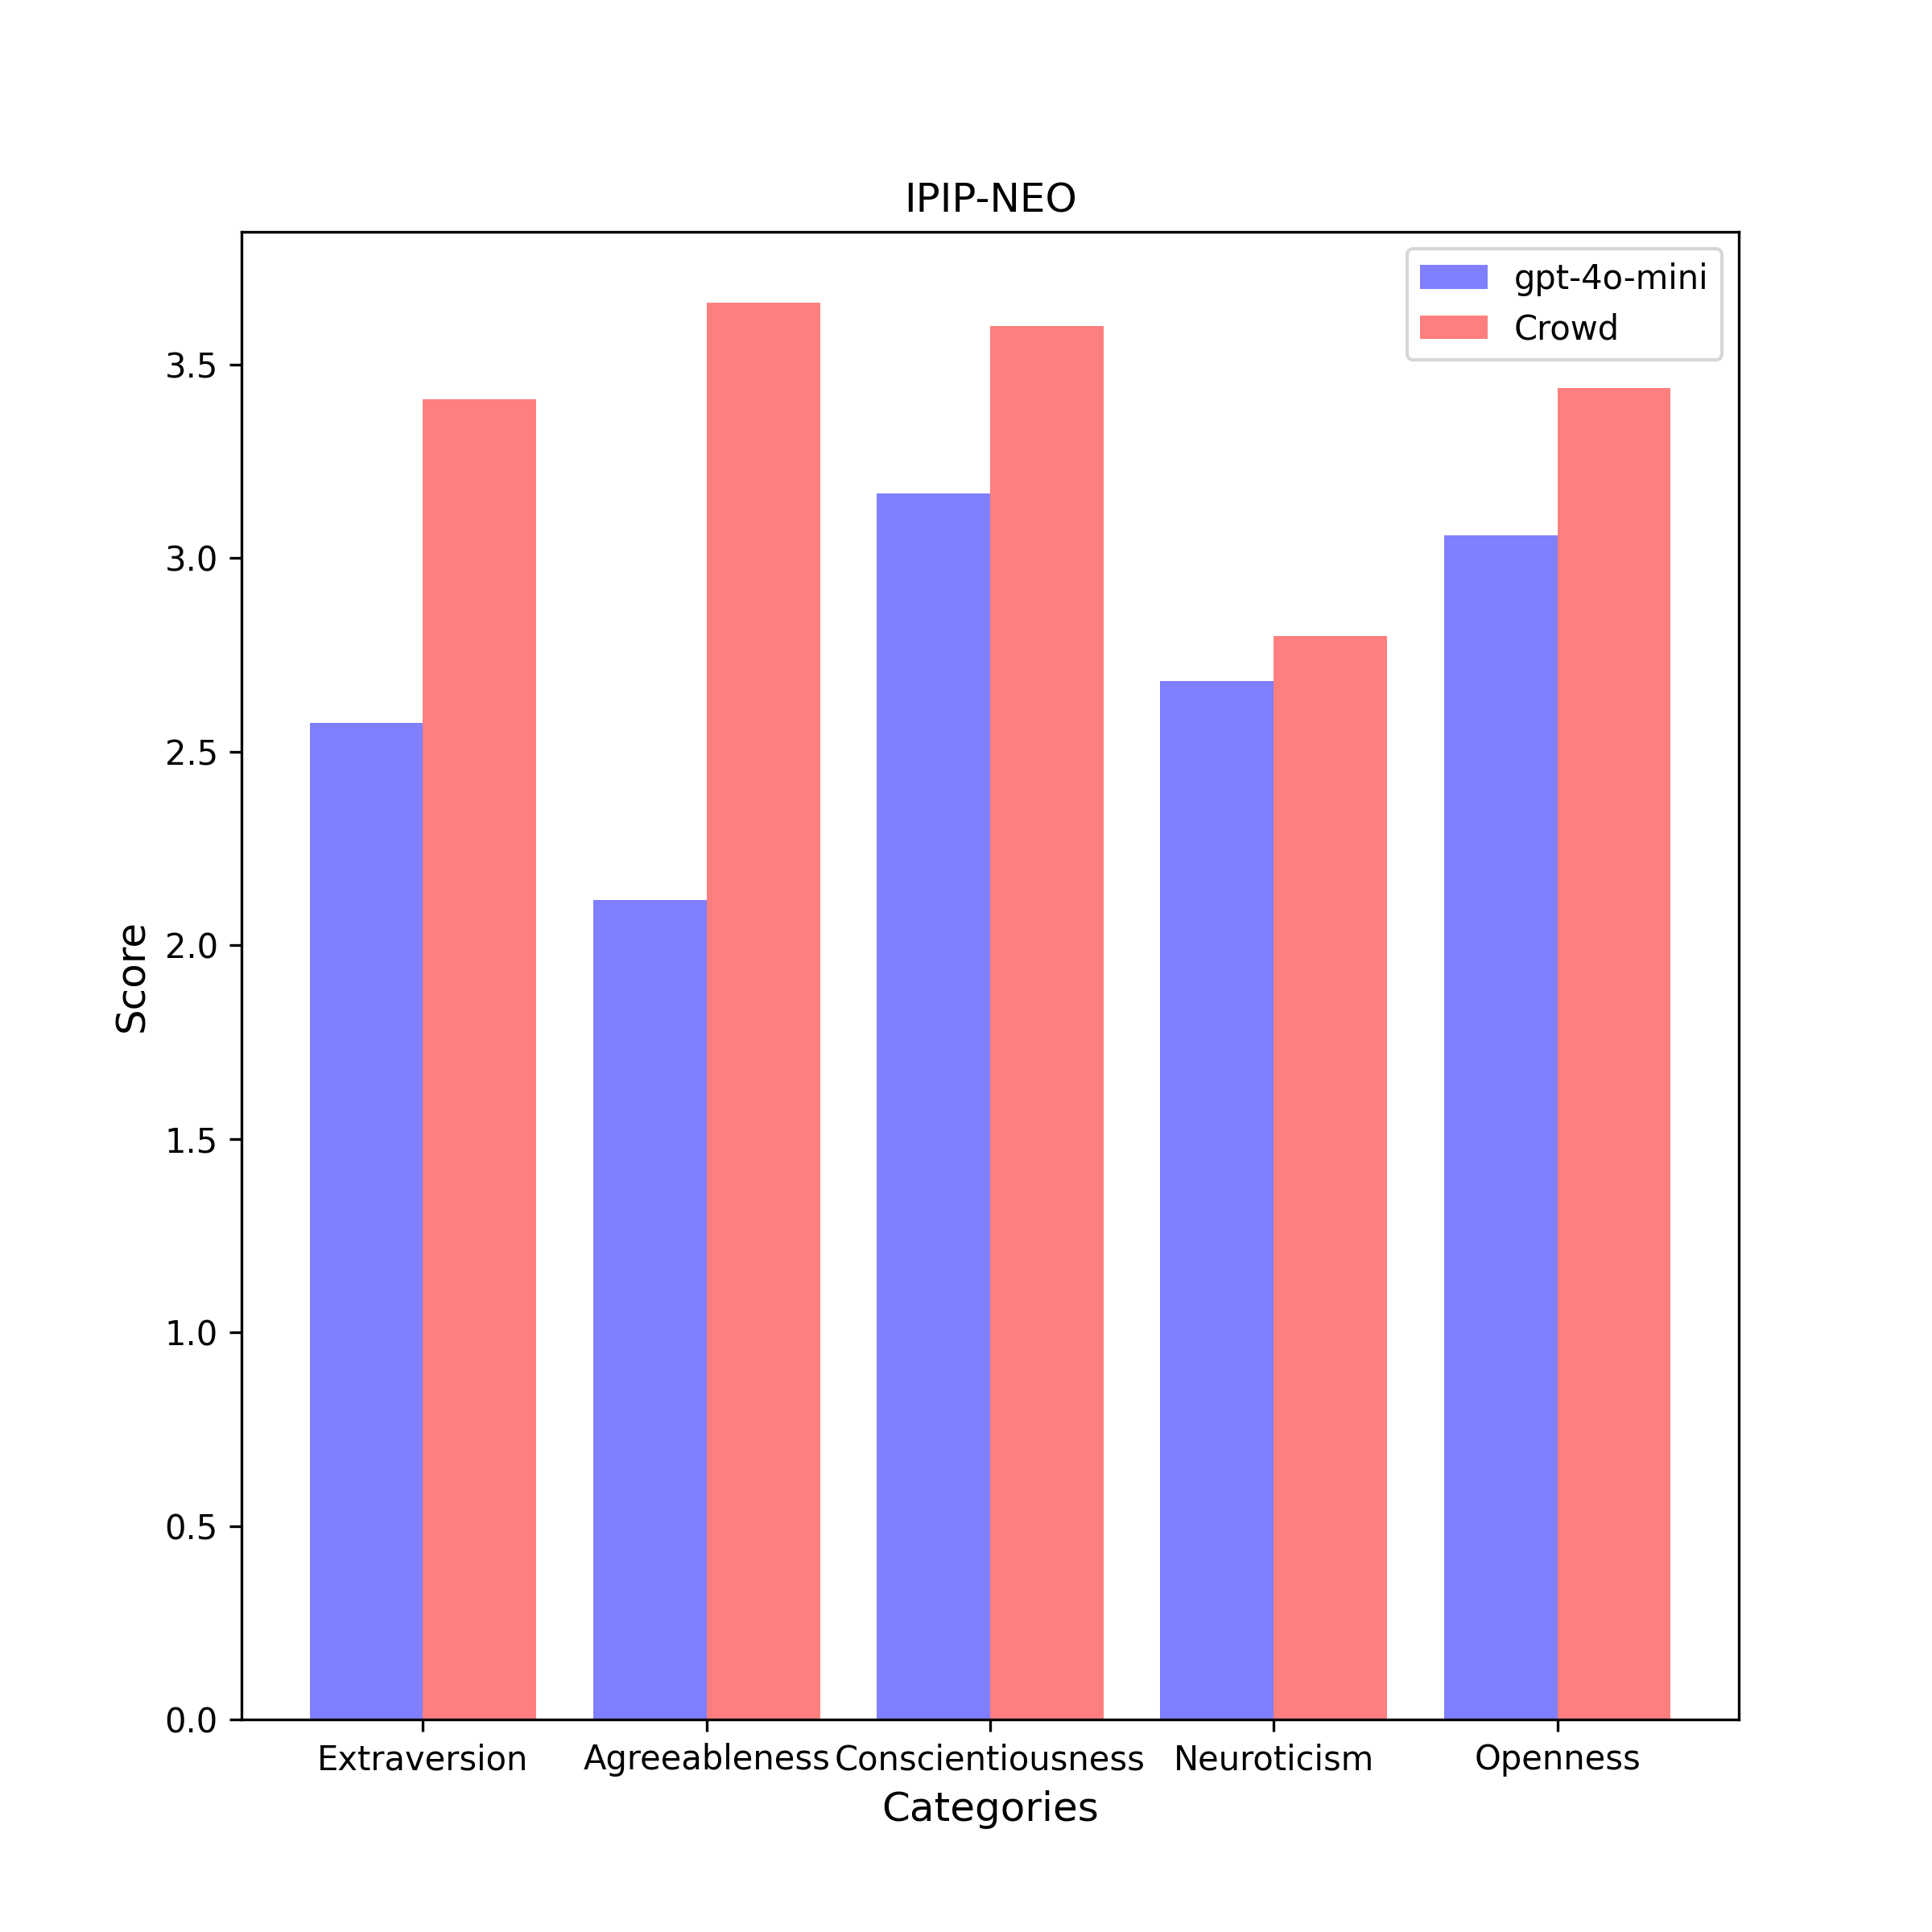 IPIP-NEO
gpt-4o-mini
Crowd
3.5
3.0
2.5
2.0
1.5
1.0
0.5
0.0
Score
Extraversion Agreeableness Conscientiousness Neuroticism Openness
Categories